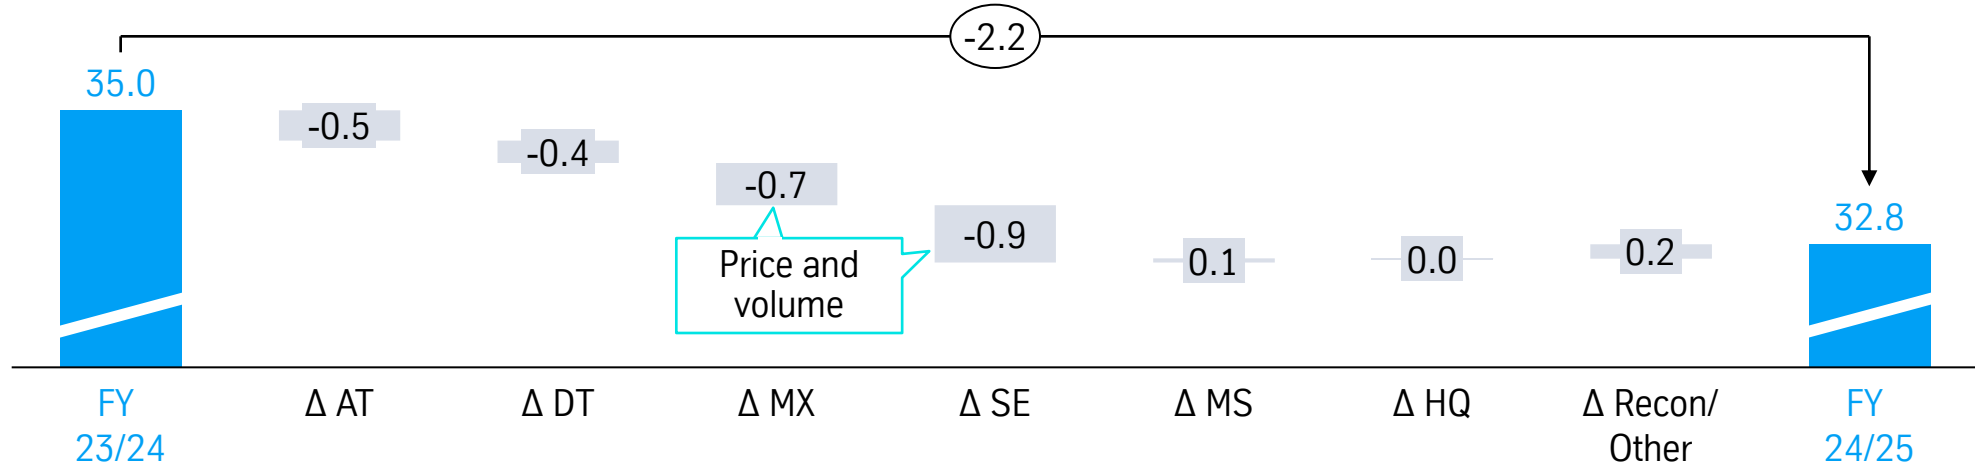 -2.2
35.0
-0.5
-0.4
-0.7
-0.9
0.1
0.0
0.2
32.8
Price and
volume
FY
23/24
Δ AT
Δ DT
Δ MX
Δ SE
Δ MS
Δ HQ
Δ Recon/
Other
FY
24/25